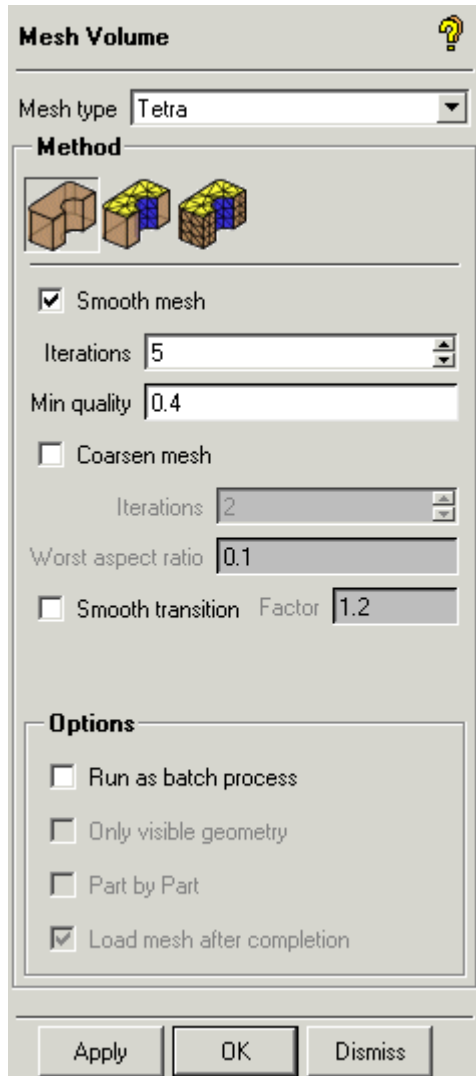 Mesh Volume
Mesh type Tetra
Method
Smooth mesh
Iterations 5
Min quality 0.4
Coarsen mesh
Iterations 2
Worst aspect ratio 0.1
Smooth transition Factor 1.2
Options
Run as batch process
Only visible geometry
Part by Part
Load mesh after completion
Apply OK Dismiss